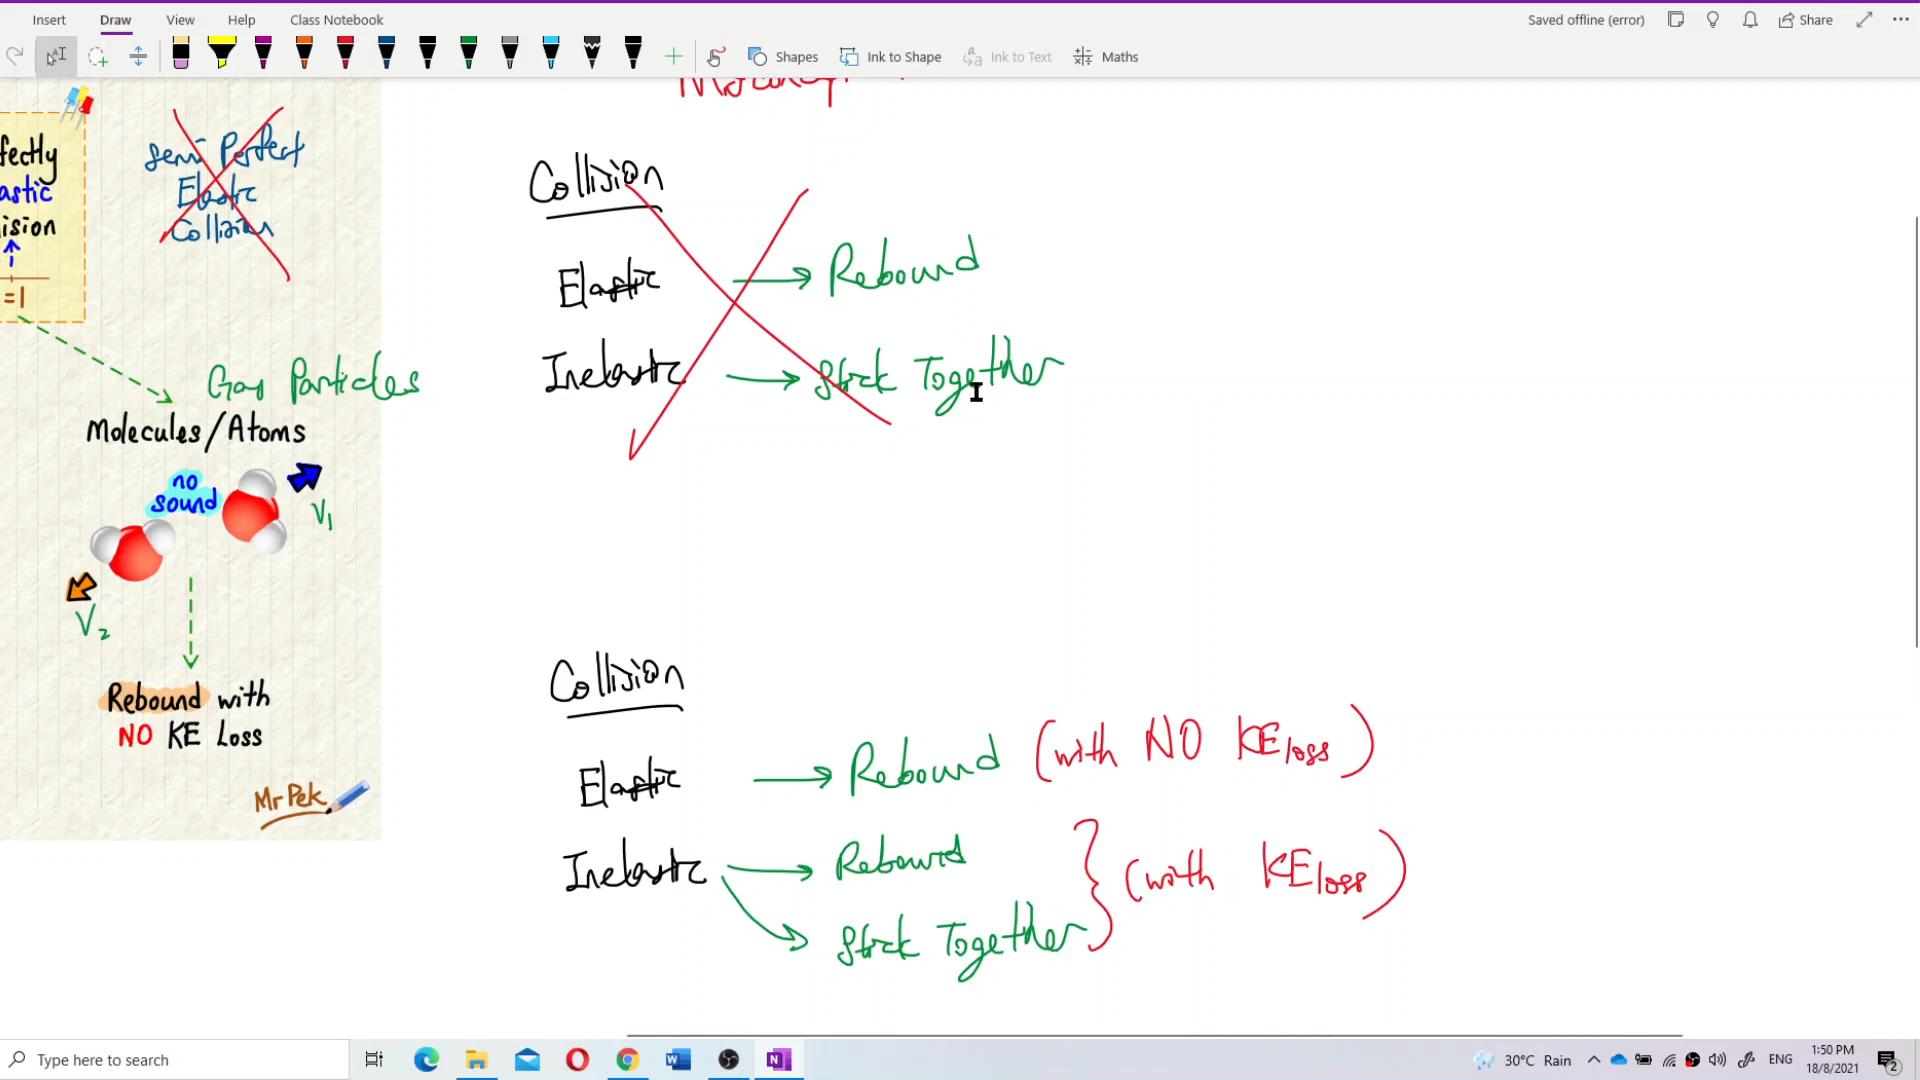 Insert Draw View Help Class Notebook
Saved offline (error) Share
Shapes Ink to Shape Ink to Text Maths
fectly
astic
ision
=1
Semi Perfect
Elastic
Collision
Gas Particles
Molecules/Atoms
no
sound
V1
V2
Rebound with
NO KE Loss
Mr Pek
Collision
Elastic → Rebound
Inelastic → Stick Together
Collision
Elastic → Rebound (with NO KEloss)
Inelastic → Rebound
Stick Together
(with KEloss)
Type here to search
30°C Rain
ENG
1:50 PM
18/8/2021
2